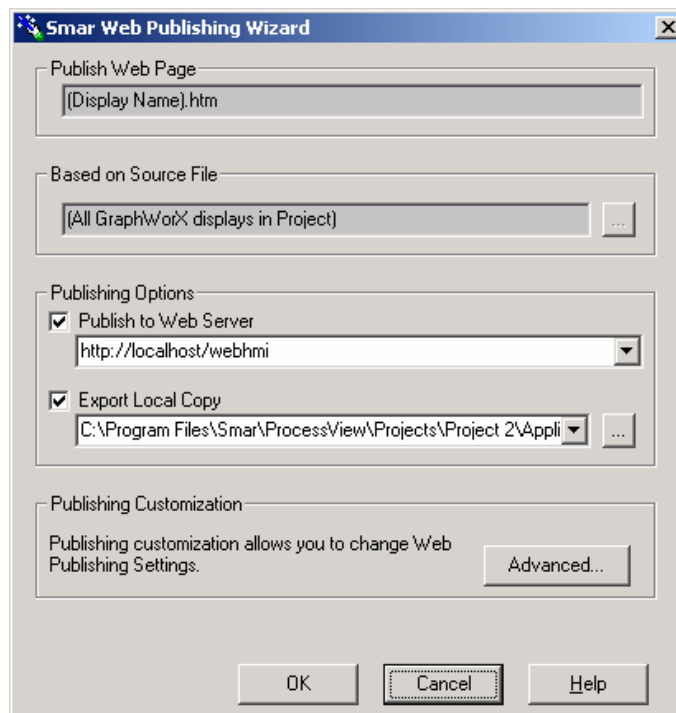 Smar Web Publishing Wizard
Publish Web Page
(Display Name).htm
Based on Source File
(All GraphWorX displays in Project)
...
Publishing Options
Publish to Web Server
http://localhost/webhmi
Export Local Copy
C:\Program Files\Smar\ProcessView\Projects\Project 2\Appli
...
Publishing Customization
Publishing customization allows you to change Web
Publishing Settings.
Advanced...
OK
Cancel
Help